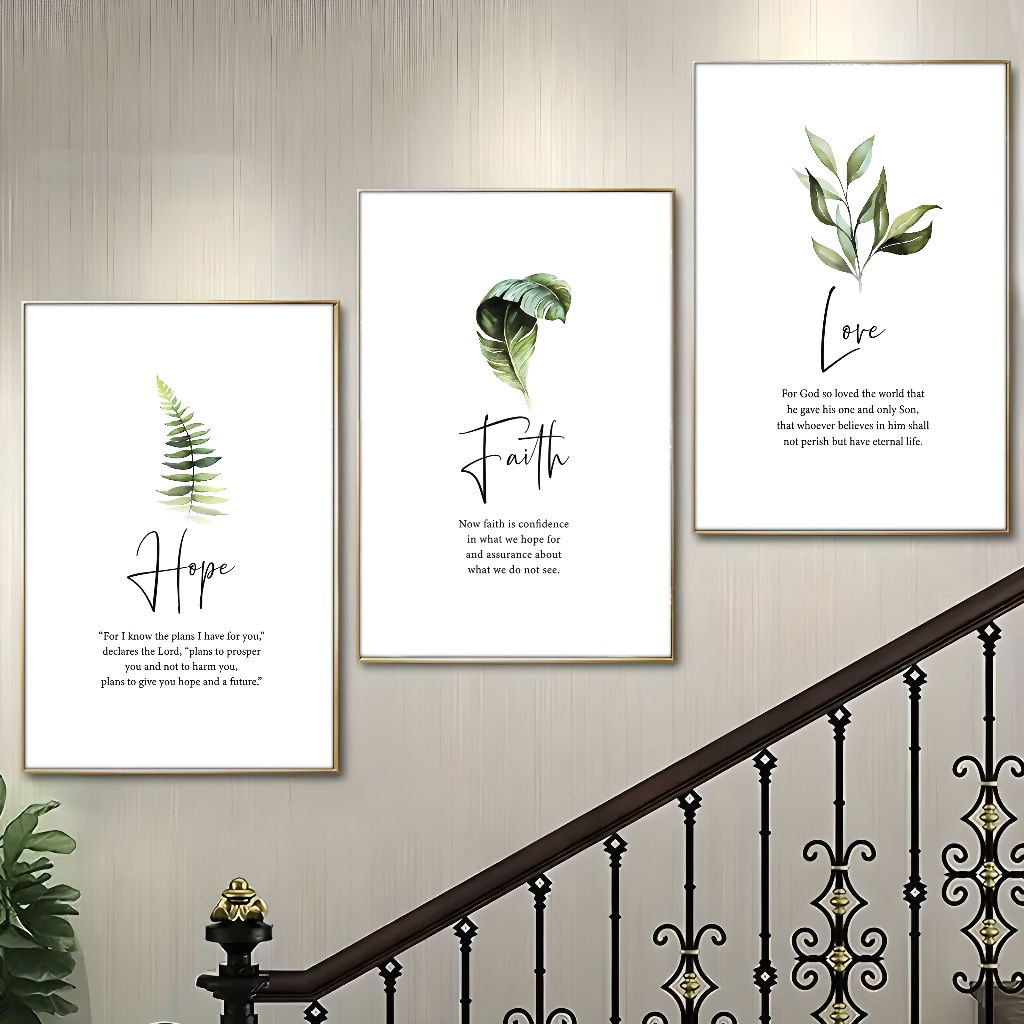 Hope
“For I know the plans I have for you,”
declares the Lord, “plans to prosper
you and not to harm you,
plans to give you hope and a future.”
Faith
Now faith is confidence
in what we hope for
and assurance about
what we do not see.
Love
For God so loved the world that
he gave his one and only Son,
that whoever believes in him shall
not perish but have eternal life.